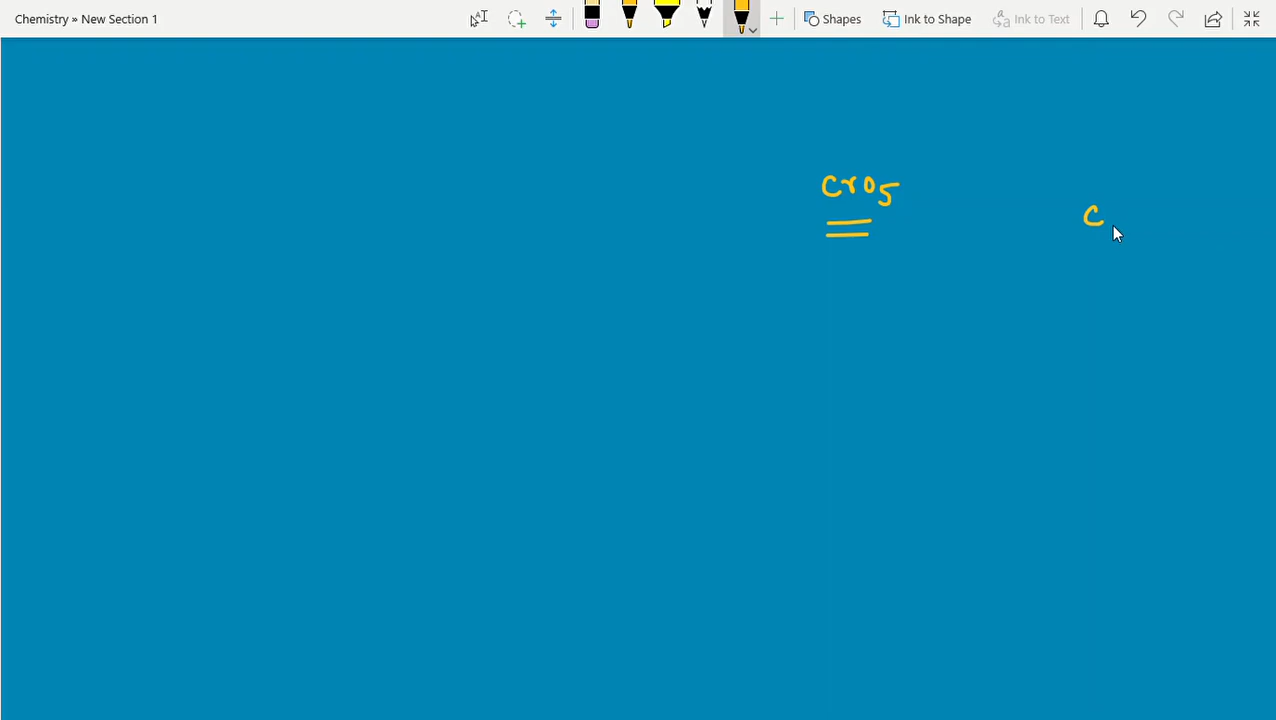 Chemistry » New Section 1
Shapes
Ink to Shape
Ink to Text
CrO5
C